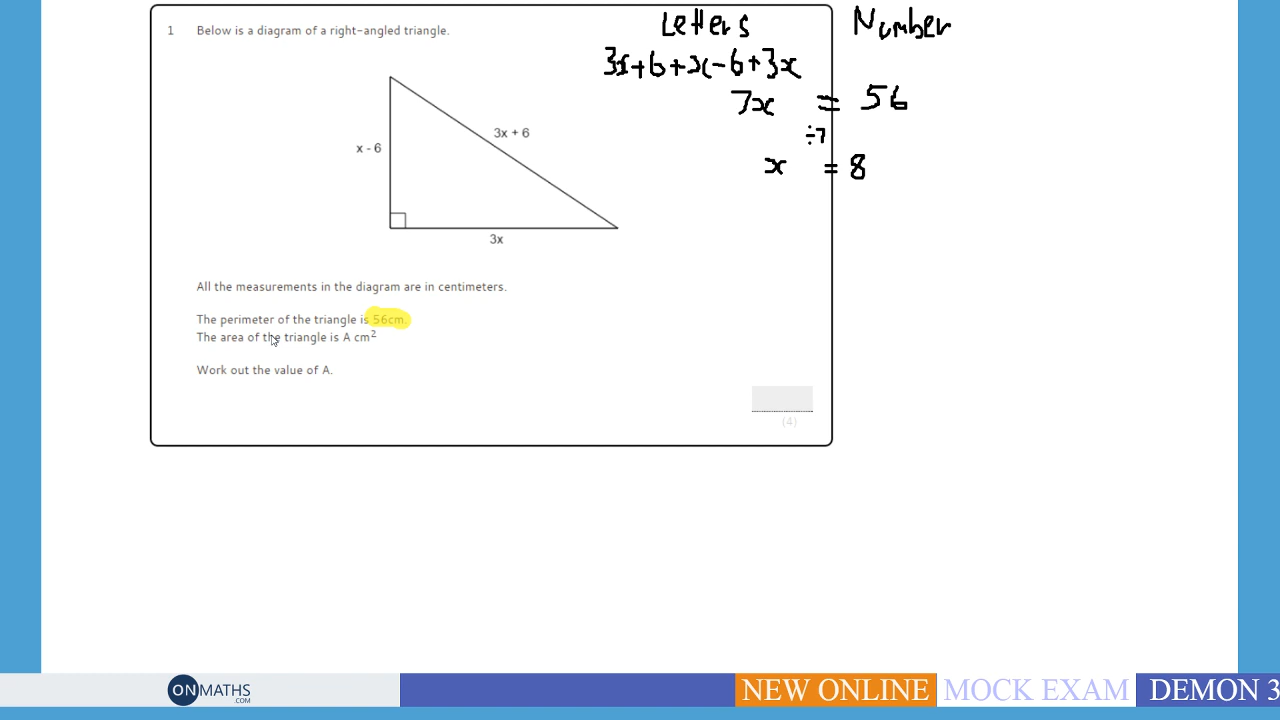 1 Below is a diagram of a right-angled triangle.
Letters Number
3x+6+x-6+3x
7x = 56
÷7
x = 8
3x + 6
x - 6
3x
All the measurements in the diagram are in centimeters.
The perimeter of the triangle is 56cm.
The area of the triangle is A cm²
Work out the value of A.
(4)
ONMATHS
.COM
NEW ONLINE MOCK EXAM DEMON 3